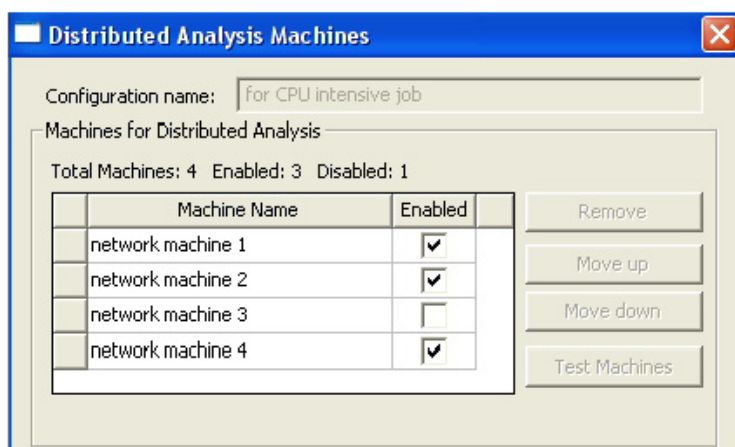 Distributed Analysis Machines
Configuration name: for CPU intensive job
Machines for Distributed Analysis
Total Machines: 4 Enabled: 3 Disabled: 1
Machine Name Enabled
network machine 1
network machine 2
network machine 3
network machine 4
Remove
Move up
Move down
Test Machines